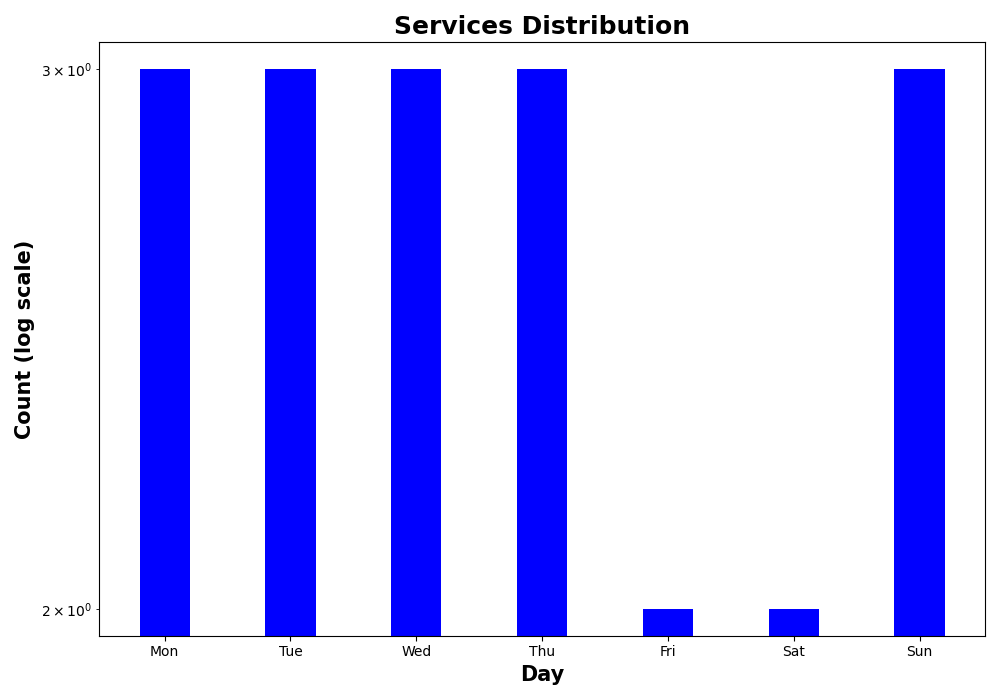 Services Distribution
Count (log scale)
3 × 10⁰
2 × 10⁰
Mon Tue Wed Thu Fri Sat Sun
Day